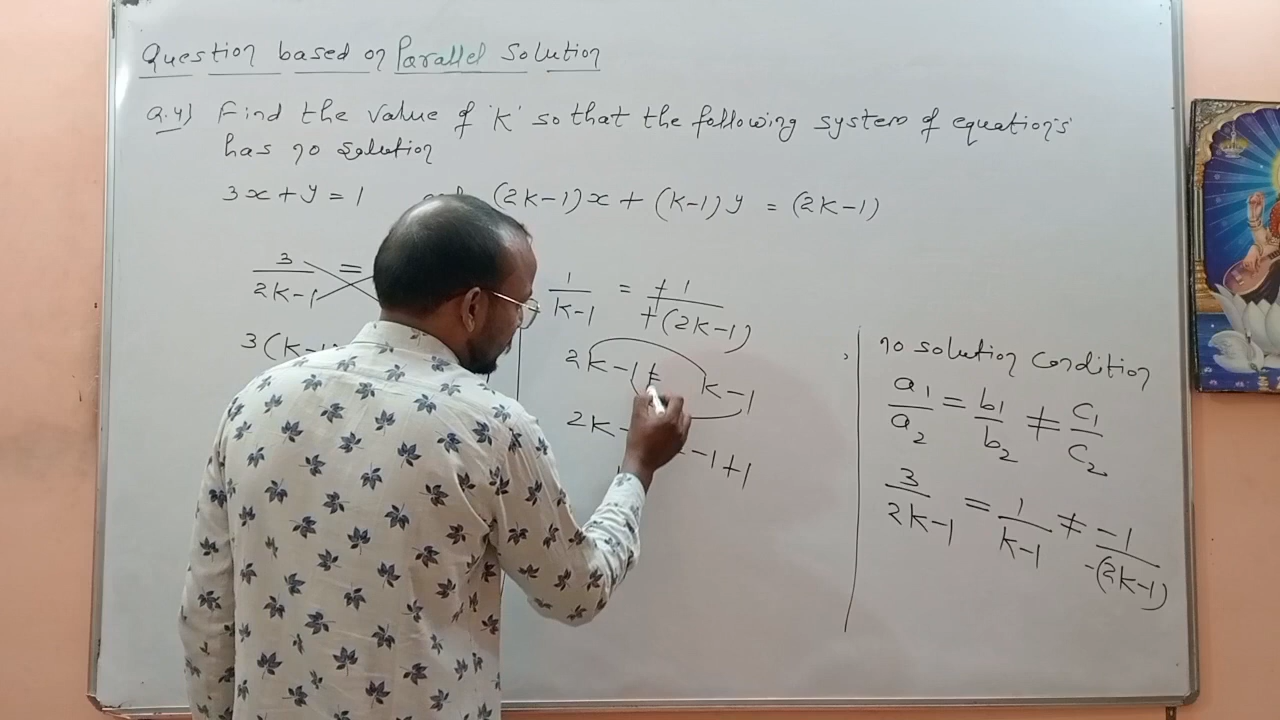 Question based on Parallel Solution
Q.4) Find the value of 'K' so that the following system of equation's
has no solution
3x + y = 1 (2K-1)x + (K-1)y = (2K-1)
3/(2K-1) =
3(K-
1/(K-1) = +1/+(2K-1)
2K-1 = K-1
2K- -1+1
no solution condition
a₁/a₂ = b₁/b₂ ≠ c₁/c₂
3/(2K-1) = 1/(K-1) ≠ -1/-(2K-1)